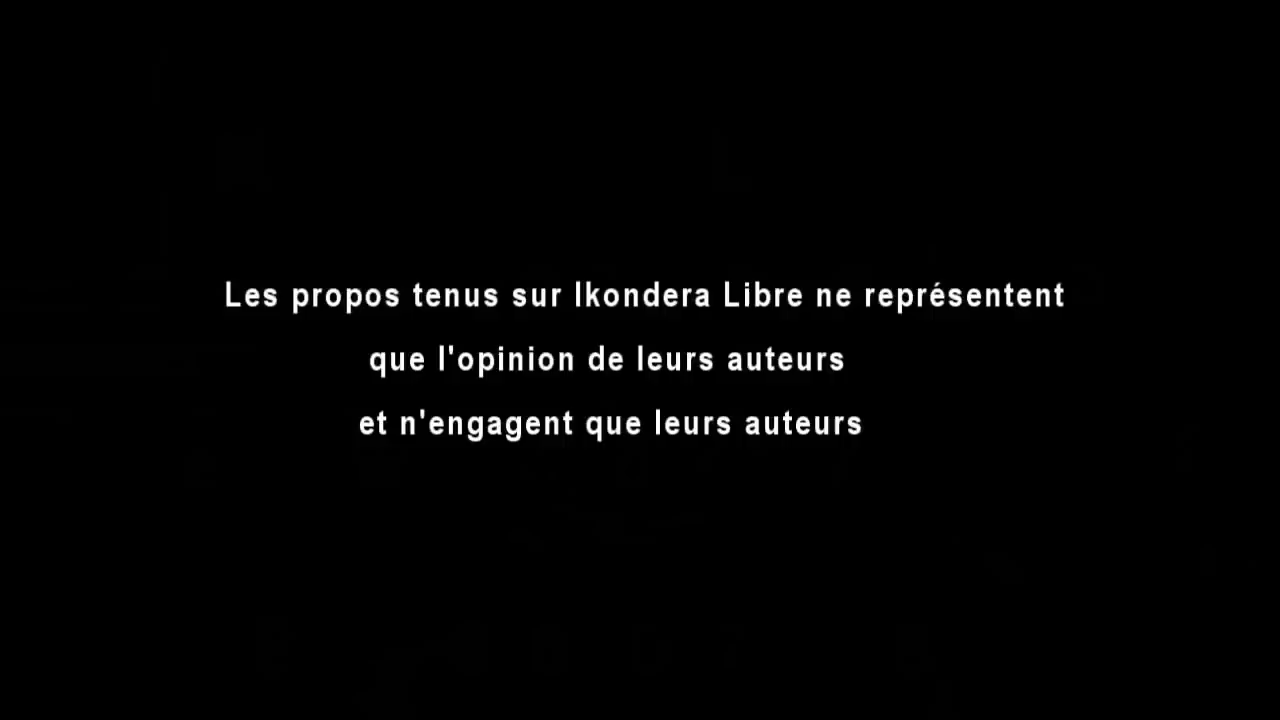 Les propos tenus sur Ikondera Libre ne représentent
que l'opinion de leurs auteurs
et n'engagent que leurs auteurs